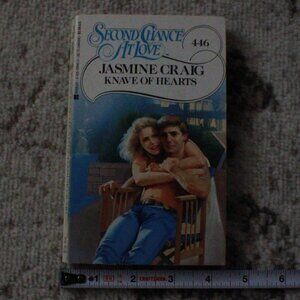 SECOND CHANCE
AT LOVE
446
JASMINE CRAIG
KNAVE OF HEARTS
1 2 3 4 5 6